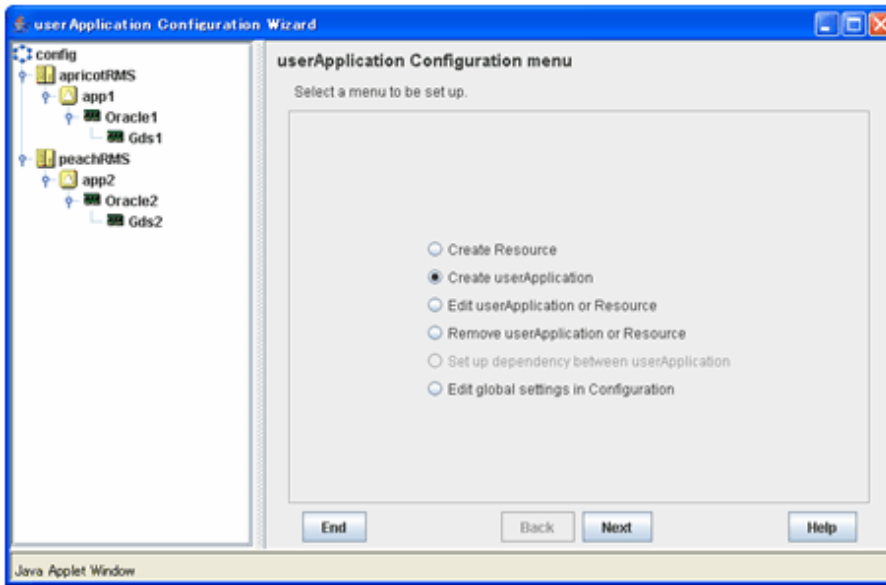 userApplication Configuration Wizard
config
apricotRMS
app1
Oracle1
Gds1
peachRMS
app2
Oracle2
Gds2
userApplication Configuration menu
Select a menu to be set up.
Create Resource
Create userApplication
Edit userApplication or Resource
Remove userApplication or Resource
Set up dependency between userApplication
Edit global settings in Configuration
End Back Next Help
Java Applet Window